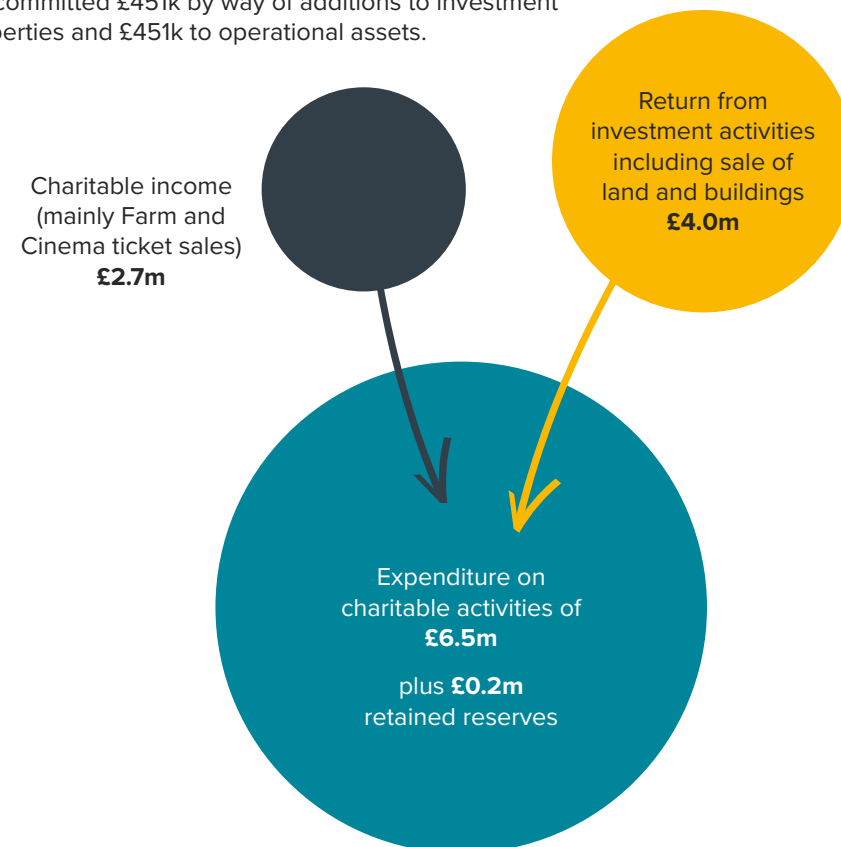 committed £451k by way of additions to investment
perties and £451k to operational assets.
Return from
investment activities
including sale of
land and buildings
£4.0m
Charitable income
(mainly Farm and
Cinema ticket sales)
£2.7m
Expenditure on
charitable activities of
£6.5m
plus £0.2m
retained reserves